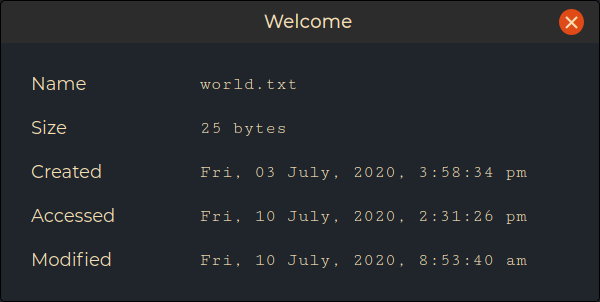 Welcome
Name world.txt
Size 25 bytes
Created Fri, 03 July, 2020, 3:58:34 pm
Accessed Fri, 10 July, 2020, 2:31:26 pm
Modified Fri, 10 July, 2020, 8:53:40 am